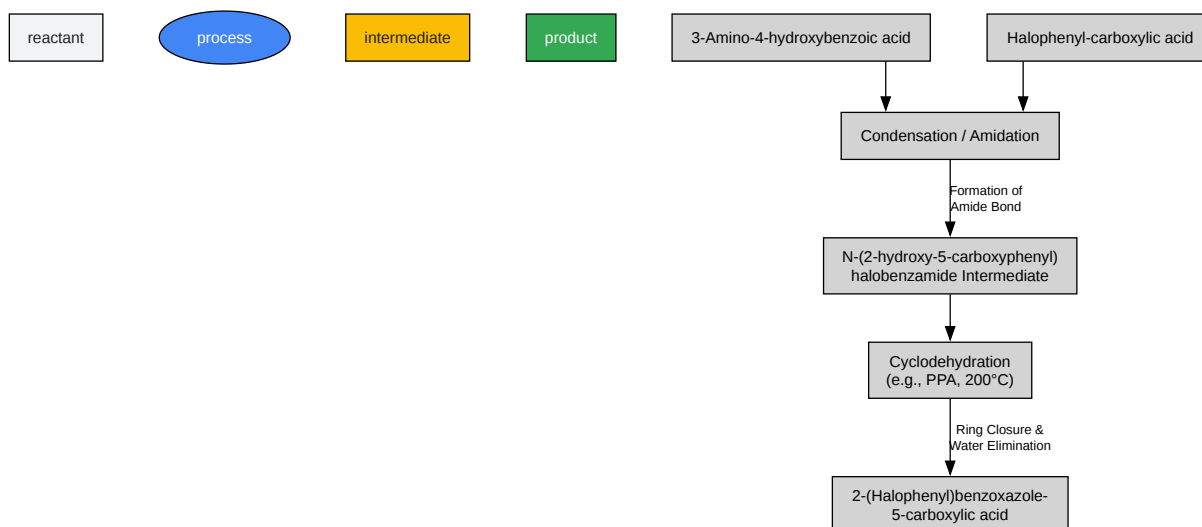 reactant
process
intermediate
product
3-Amino-4-hydroxybenzoic acid
Halophenyl-carboxylic acid
Condensation / Amidation
Formation of
Amide Bond
N-(2-hydroxy-5-carboxyphenyl)
halobenzamide Intermediate
Cyclodehydration
(e.g., PPA, 200°C)
Ring Closure &
Water Elimination
2-(Halophenyl)benzoxazole-
5-carboxylic acid